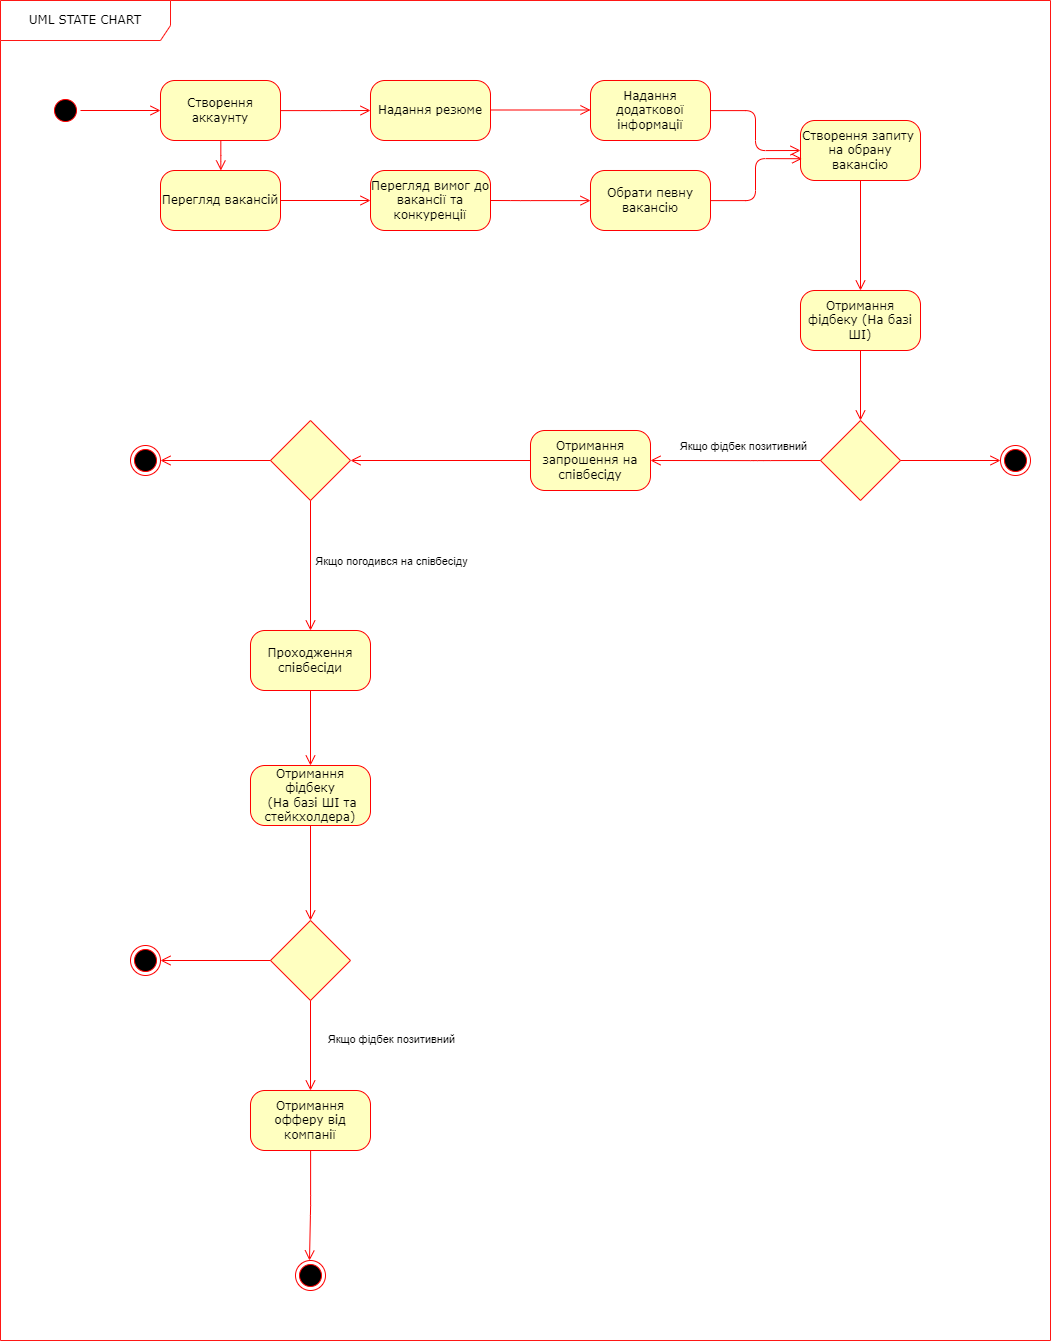 UML STATE CHART
Створення
аккаунту
Надання резюме
Надання
додаткової
інформації
Створення запиту
на обрану
вакансію
Перегляд вакансій
Перегляд вимог до
вакансії та
конкуренції
Обрати певну
вакансію
Отримання
фідбеку (На базі
ШІ)
Отримання
запрошення на
співбесіду
Якщо фідбек позитивний
Якщо погодився на співбесіду
Проходження
співбесіди
Отримання
фідбеку
(На базі ШІ та
стейкхолдера)
Якщо фідбек позитивний
Отримання
офферу від
компанії